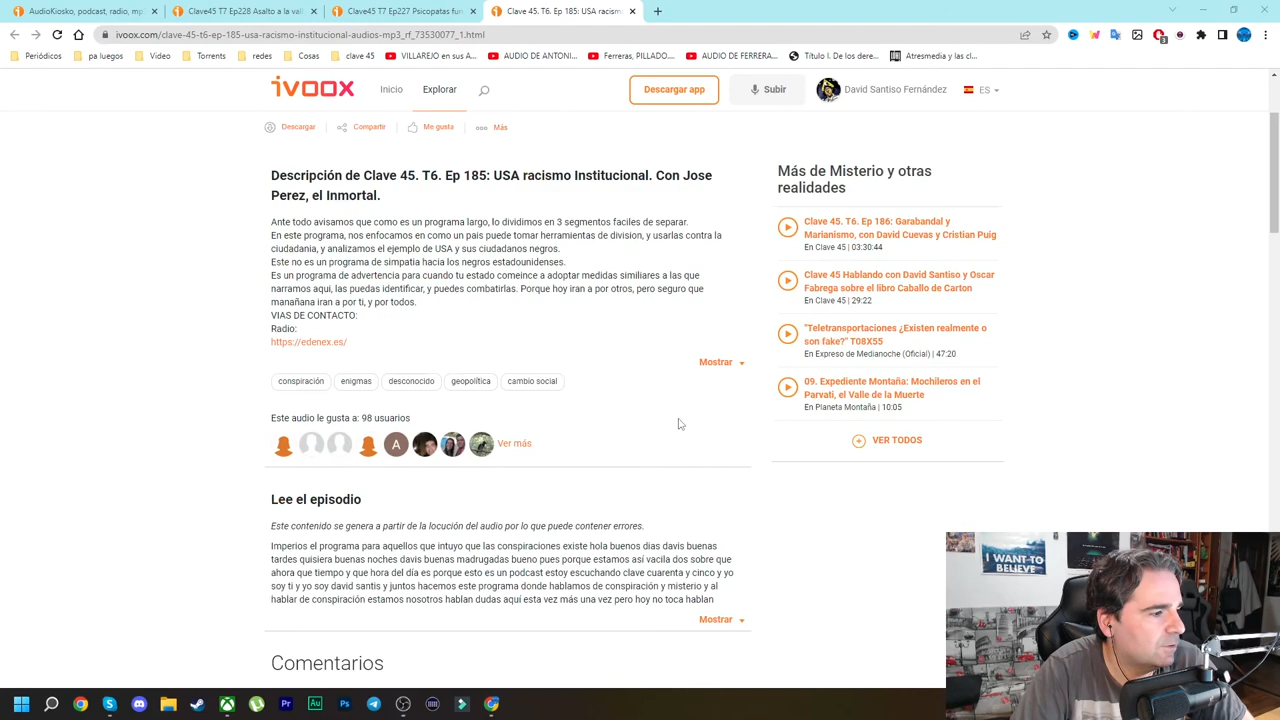 AudioKiosko, podcast, radio, mp
Clave45 T7 Ep228 Asalto a la val
Clave45 T7 Ep227 Psicopatas fun
Clave 45. T6. Ep 185: USA racism
ivoox.com/clave-45-t6-ep-185-usa-racismo-institucional-audios-mp3_rf_73530077_1.html
Periódicos
pa luegos
Video
Torrents
redes
Cosas
clave 45
VILLAREJO en sus A...
AUDIO DE ANTONI...
Ferreras, PILLADO....
AUDIO DE FERRERA...
Título I. De los dere...
Atresmedia y las cl...
ivoox
Inicio
Explorar
Descargar app
Subir
David Santiso Fernández
ES
Descargar
Compartir
Me gusta
Más
Descripción de Clave 45. T6. Ep 185: USA racismo Institucional. Con Jose
Perez, el Inmortal.
Ante todo avisamos que como es un programa largo, lo dividimos en 3 segmentos faciles de separar.
En este programa, nos enfocamos en como un pais puede tomar herramientas de division, y usarlas contra la
ciudadania, y analizamos el ejemplo de USA y sus ciudadanos negros.
Este no es un programa de simpatia hacia los negros estadounidenses.
Es un programa de advertencia para cuando tu estado comeince a adoptar medidas similiares a las que
narramos aqui, las puedas identificar, y puedes combatirlas. Porque hoy iran a por otros, pero seguro que
manañana iran a por ti, y por todos.
VIAS DE CONTACTO:
Radio:
https://edenex.es/
Mostrar
conspiración
enigmas
desconocido
geopolítica
cambio social
Este audio le gusta a: 98 usuarios
A
Ver más
Lee el episodio
Este contenido se genera a partir de la locución del audio por lo que puede contener errores.
Imperios el programa para aquellos que intuyo que las conspiraciones existe hola buenos dias davis buenas
tardes quisiera buenas noches davis buenas madrugadas bueno pues porque estamos así vacila dos sobre que
ahora que tiempo y que hora del día es porque esto es un podcast estoy escuchando clave cuarenta y cinco y yo
soy ti y yo soy david santis y juntos hacemos este programa donde hablamos de conspiración y misterio y al
hablar de conspiración estamos nosotros hablan dudas aquí esta vez más una vez pero hoy no toca hablan
Mostrar
Comentarios
Más de Misterio y otras
realidades
Clave 45. T6. Ep 186: Garabandal y
Marianismo, con David Cuevas y Cristian Puig
En Clave 45 | 03:30:44
Clave 45 Hablando con David Santiso y Oscar
Fabrega sobre el libro Caballo de Carton
En Clave 45 | 29:22
"Teletransportaciones ¿Existen realmente o
son fake?" T08X55
En Expreso de Medianoche (Oficial) | 47:20
09. Expediente Montaña: Mochileros en el
Parvati, el Valle de la Muerte
En Planeta Montaña | 10:05
VER TODOS
I WANT TO
BELIEVE
Pr
Au
Ps